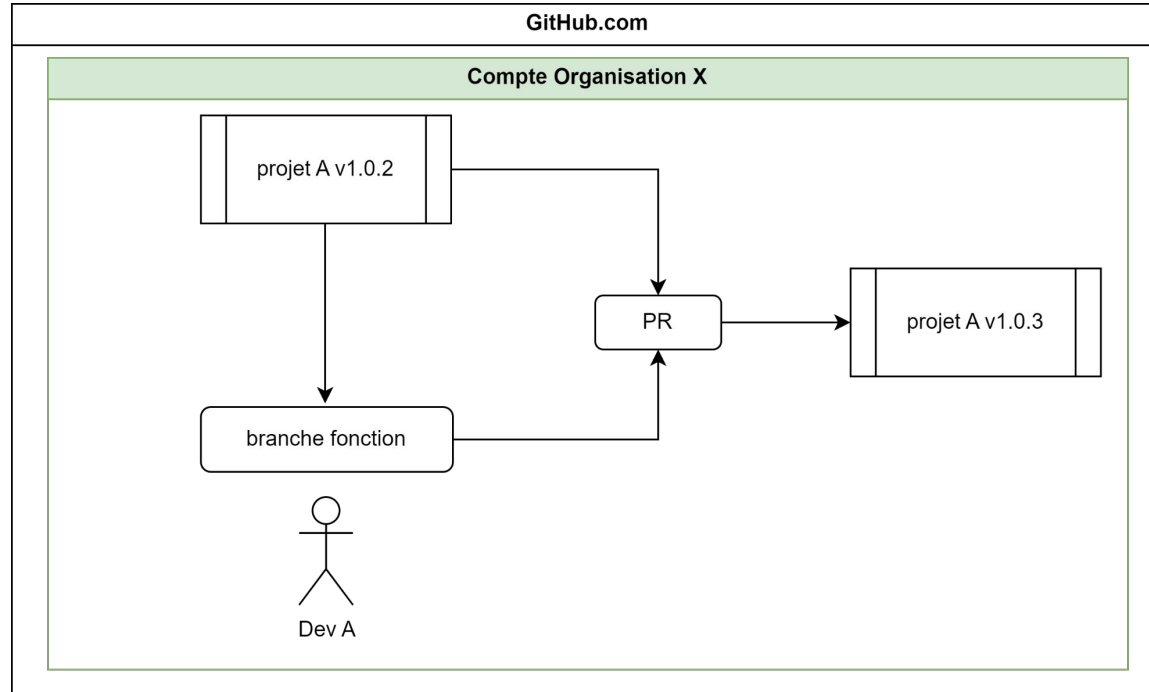 GitHub.com
Compte Organisation X
projet A v1.0.2
PR
projet A v1.0.3
branche fonction
Dev A